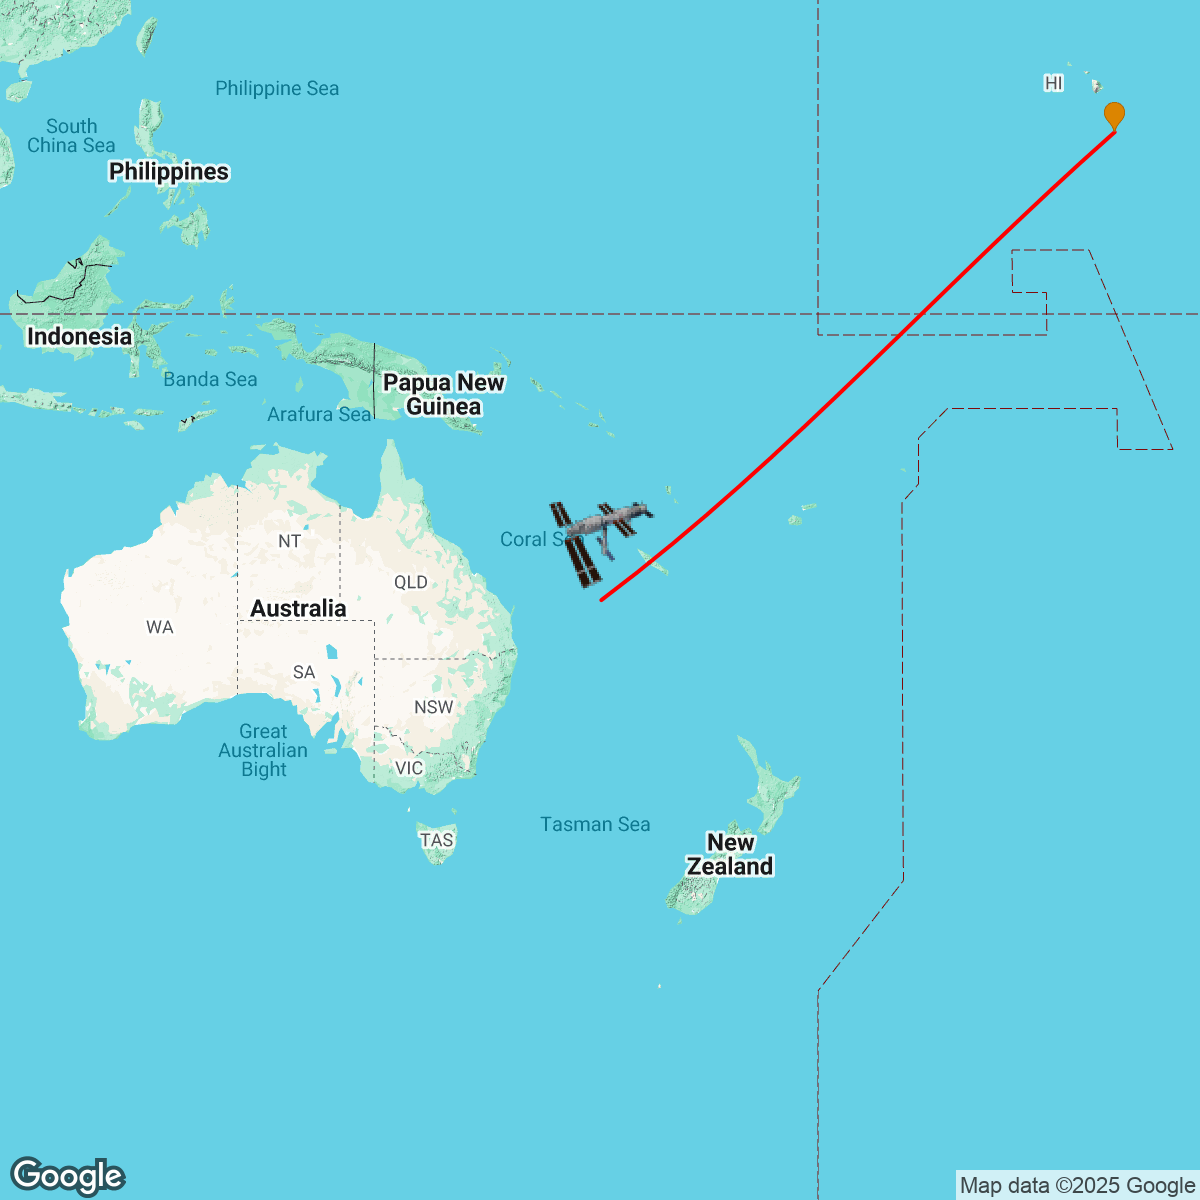 HI
Philippine Sea
South
China Sea
Philippines
Indonesia
Banda Sea
Papua New
Guinea
Arafura Sea
NT
Coral S
QLD
Australia
WA
SA
NSW
Great
Australian
Bight
VIC
TAS
Tasman Sea
New
Zealand
Google
Map data ©2025 Google